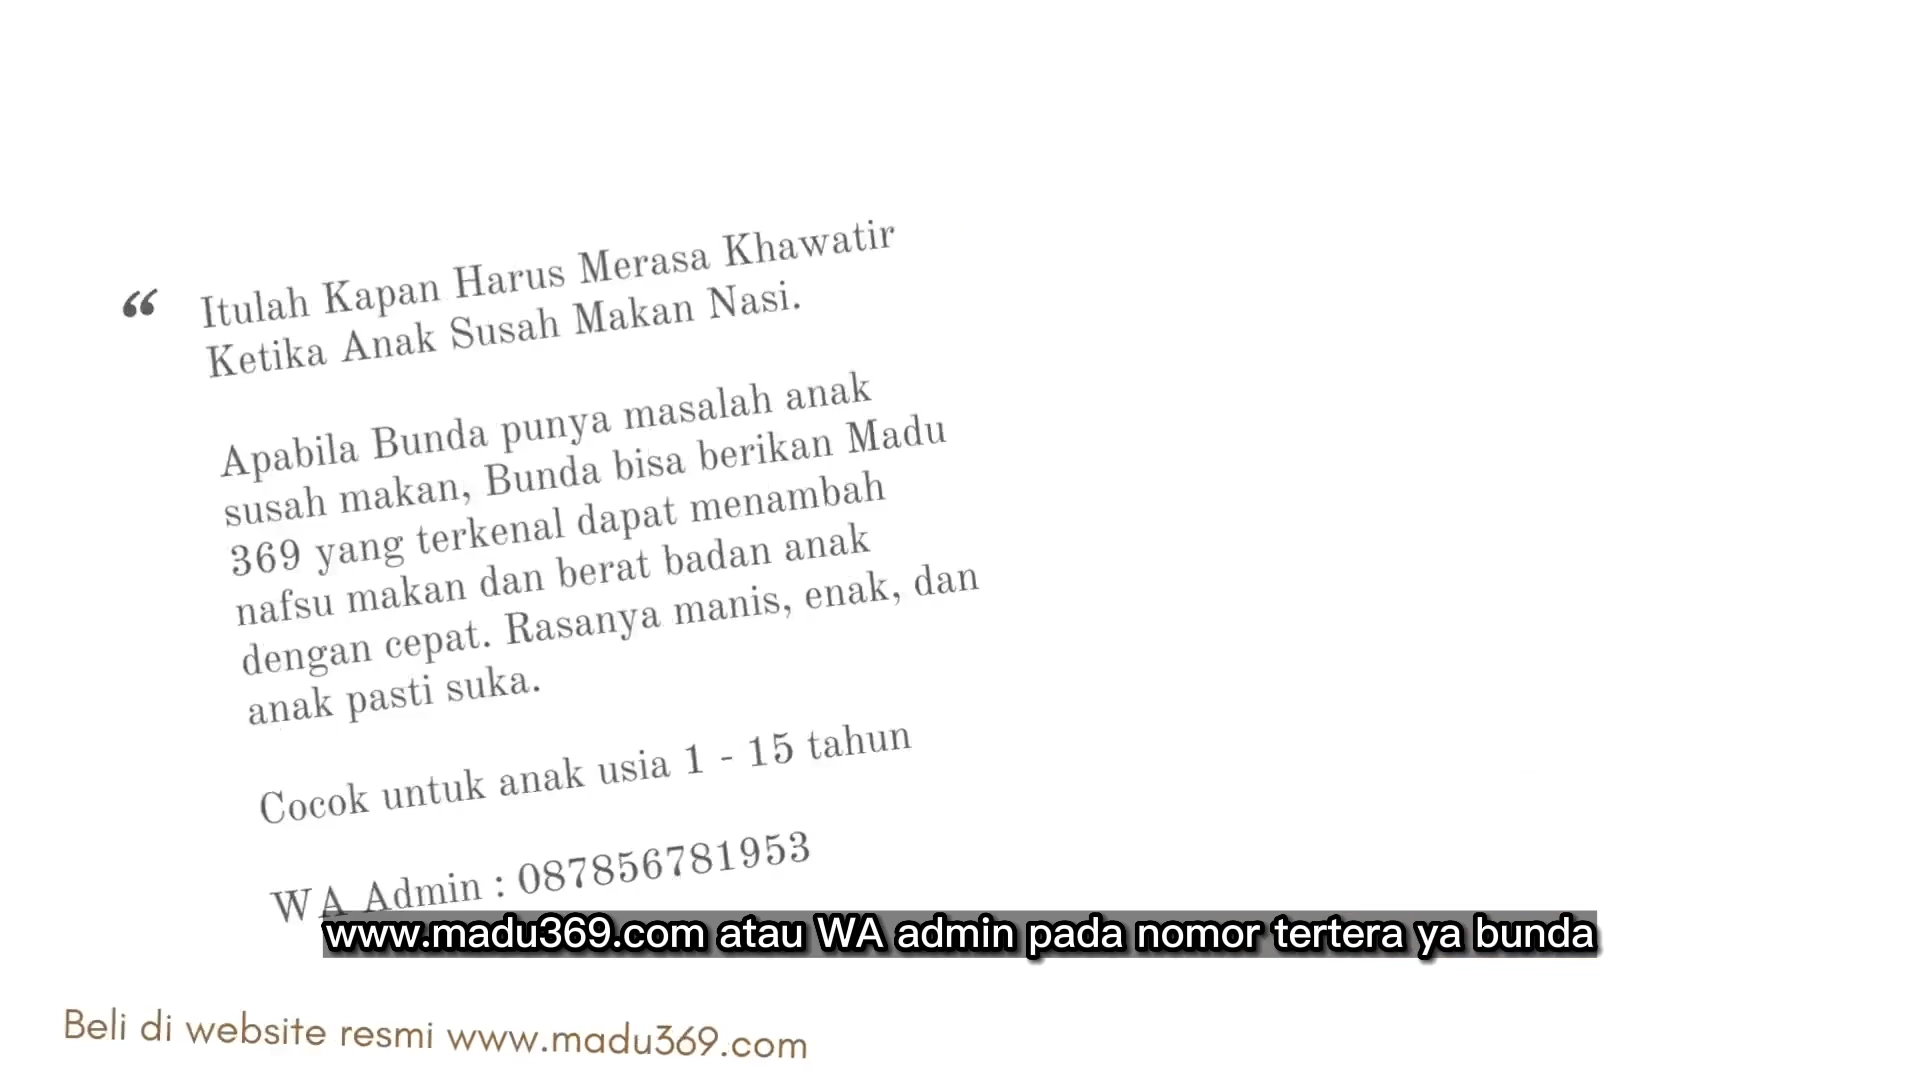 “ Itulah Kapan Harus Merasa Khawatir
Ketika Anak Susah Makan Nasi.
Apabila Bunda punya masalah anak
susah makan, Bunda bisa berikan Madu
369 yang terkenal dapat menambah
nafsu makan dan berat badan anak
dengan cepat. Rasanya manis, enak, dan
anak pasti suka.
Cocok untuk anak usia 1 - 15 tahun
WA Admin : 087856781953
www.madu369.com atau WA admin pada nomor tertera ya bunda
Beli di website resmi www.madu369.com